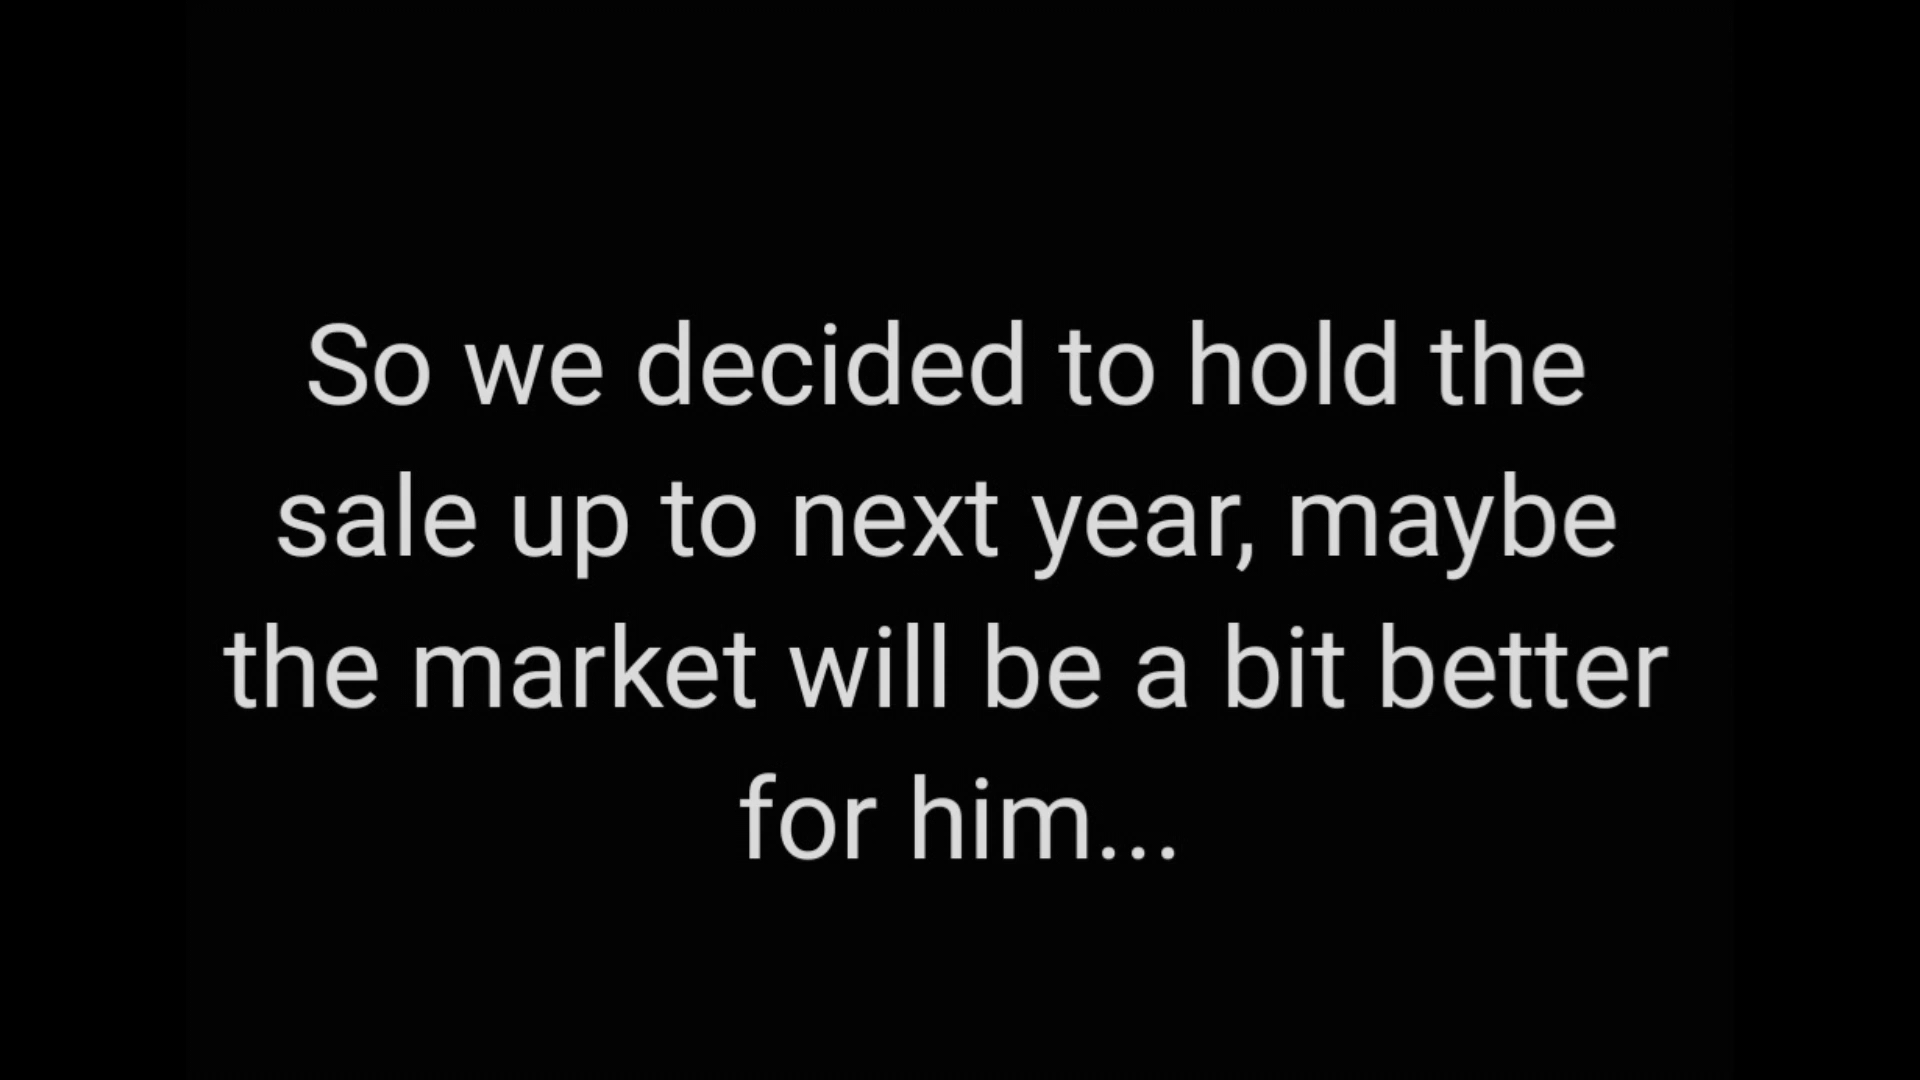 So we decided to hold the
sale up to next year, maybe
the market will be a bit better
for him...